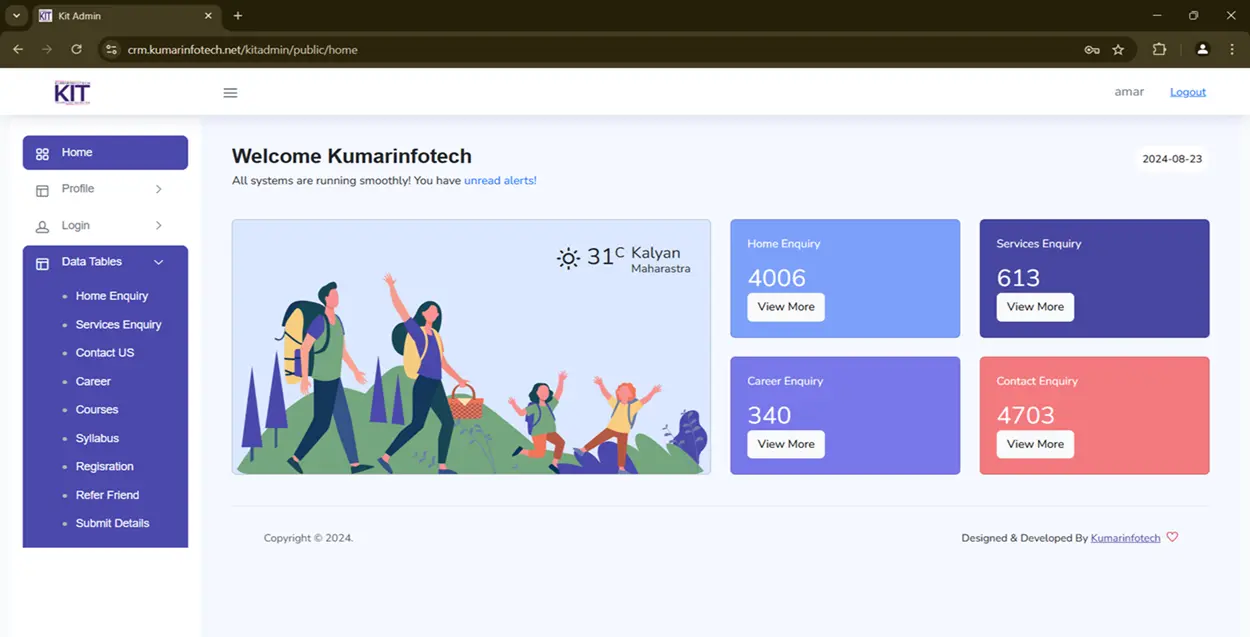 KIT Kit Admin
crm.kumarinfotech.net/kitadmin/public/home
KIT
amar Logout
Home
Profile
Login
Data Tables
Home Enquiry
Services Enquiry
Contact US
Career
Courses
Syllabus
Regisration
Refer Friend
Submit Details
Welcome Kumarinfotech
All systems are running smoothly! You have unread alerts!
2024-08-23
31C Kalyan
Maharastra
Home Enquiry
4006
View More
Services Enquiry
613
View More
Career Enquiry
340
View More
Contact Enquiry
4703
View More
Copyright © 2024.
Designed & Developed By Kumarinfotech